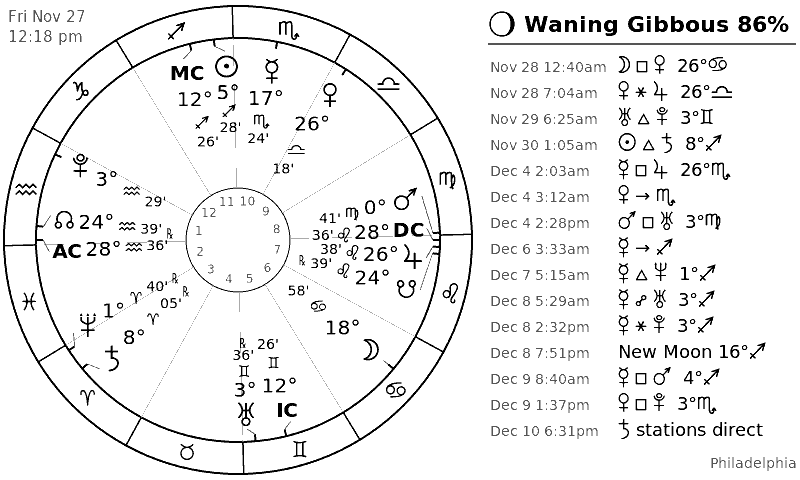 Fri Nov 27
12:18 pm
Waning Gibbous 86%
Nov 28 12:40am ☽ □ ♀ 26°♋
Nov 28 7:04am ♀ ⚹ ♃ 26°♎
Nov 29 6:25am ♅ △ ♇ 3°♊
Nov 30 1:05am ☉ △ ♄ 8°♐
Dec 4 2:03am ☿ □ ♃ 26°♏
Dec 4 3:12am ♀ → ♏
Dec 4 2:28pm ♂ □ ♅ 3°♍
Dec 6 3:33am ☿ → ♐
Dec 7 5:15am ☿ △ ♆ 1°♐
Dec 8 5:29am ☿ ☍ ♅ 3°♐
Dec 8 2:32pm ☿ ⚹ ♇ 3°♐
Dec 8 7:51pm New Moon 16°♐
Dec 9 8:40am ☿ □ ♂ 4°♐
Dec 9 1:37pm ♀ □ ♇ 3°♏
Dec 10 6:31pm ♄ stations direct
Philadelphia
MC 12° ♐ 26'
☉ 5° ♐ 28'
☿ 17° ♏ 24'
♀ 26° ♎ 18'
♇ 3° ♒ 29'
☊ 24° ♒ 39' ℞
AC 28° ♒ 36'
♆ 1° ♈ 40' ℞
♄ 8° ♈ 05' ℞
♅ 3° ♊ 36' ℞
IC 12° ♊ 26'
☽ 18° ♋ 58'
☋ 24° ♌ 39' ℞
♃ 26° ♌ 38'
DC 28° ♌ 36'
♂ 0° ♍ 41'
♐ ♏ ♎ ♍ ♌ ♋ ♊ ♉ ♈ ♓ ♒ ♑
1 2 3 4 5 6 7 8 9 10 11 12